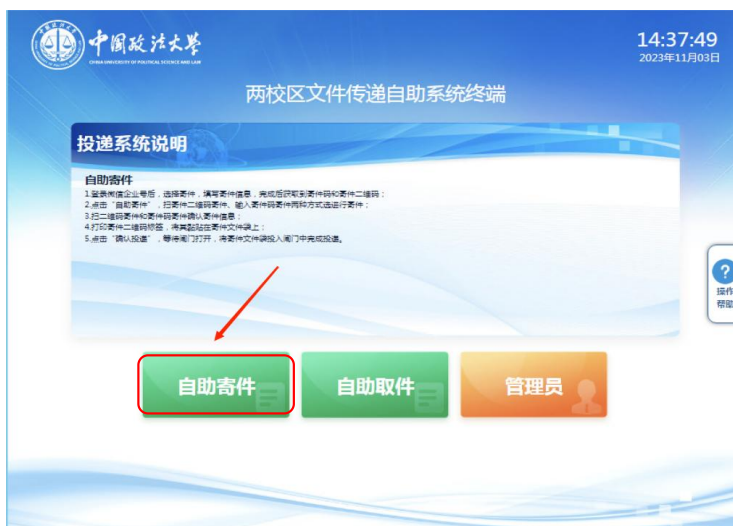 中国政法大学
CHINA UNIVERSITY OF POLITICAL SCIENCE AND LAW
14:37:49
2023年11月03日
两校区文件传递自助系统终端
投递系统说明
自助寄件
1.登录微信企业号后，选择寄件，填写寄件信息，完成后获取到寄件码和寄件二维码；
2.点击“自助寄件”，扫寄件二维码寄件、输入寄件码寄件两种方式选进行寄件；
3.扫二维码寄件和寄件码寄件确认寄件信息；
4.打印寄件二维码标签，将其黏贴在寄件文件袋上；
5.点击“确认投递”，等待闸门打开，将寄件文件袋投入闸门中完成投递。
?
操作
帮助
自助寄件
自助取件
管理员